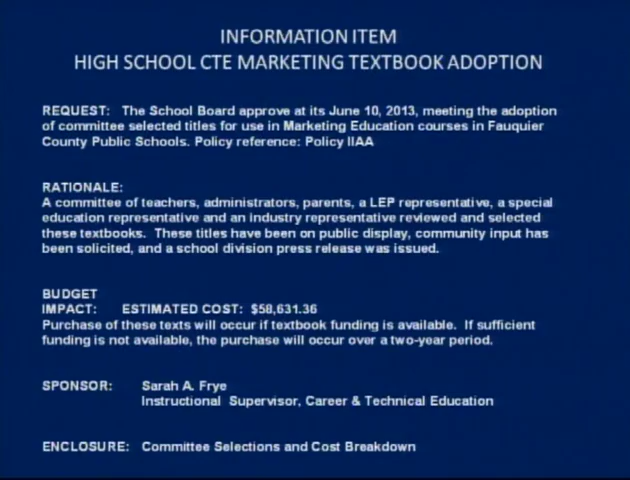 INFORMATION ITEM
HIGH SCHOOL CTE MARKETING TEXTBOOK ADOPTION
REQUEST: The School Board approve at its June 10, 2013, meeting the adoption
of committee selected titles for use in Marketing Education courses in Fauquier
County Public Schools. Policy reference: Policy IIAA
RATIONALE:
A committee of teachers, administrators, parents, a LEP representative, a special
education representative and an industry representative reviewed and selected
these textbooks. These titles have been on public display, community input has
been solicited, and a school division press release was issued.
BUDGET
IMPACT: ESTIMATED COST: $58,631.36
Purchase of these texts will occur if textbook funding is available. If sufficient
funding is not available, the purchase will occur over a two-year period.
SPONSOR: Sarah A. Frye
Instructional Supervisor, Career & Technical Education
ENCLOSURE: Committee Selections and Cost Breakdown